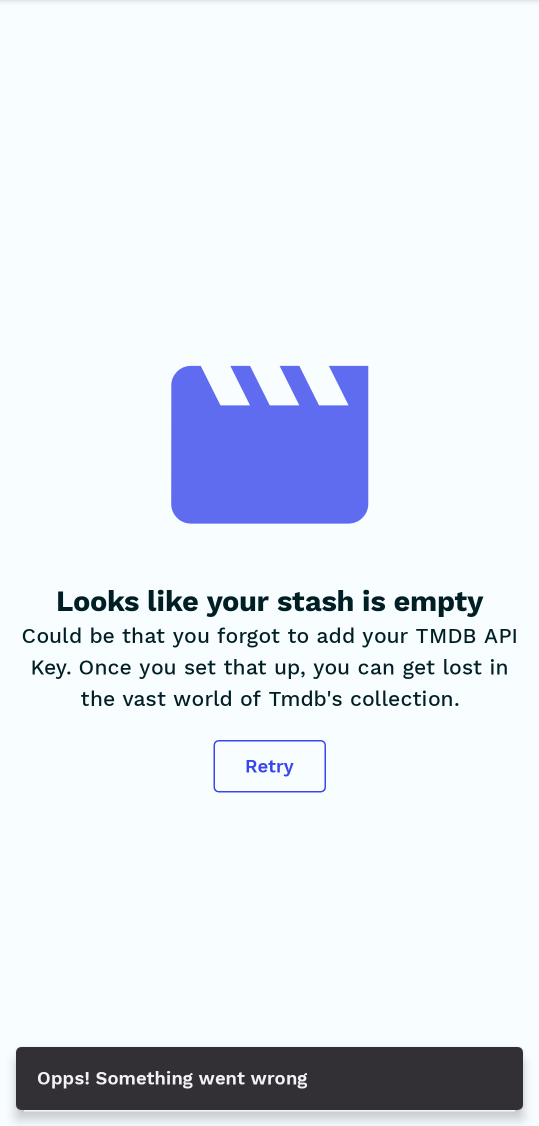 Looks like your stash is empty
Could be that you forgot to add your TMDB API
Key. Once you set that up, you can get lost in
the vast world of Tmdb's collection.
Retry
Opps! Something went wrong